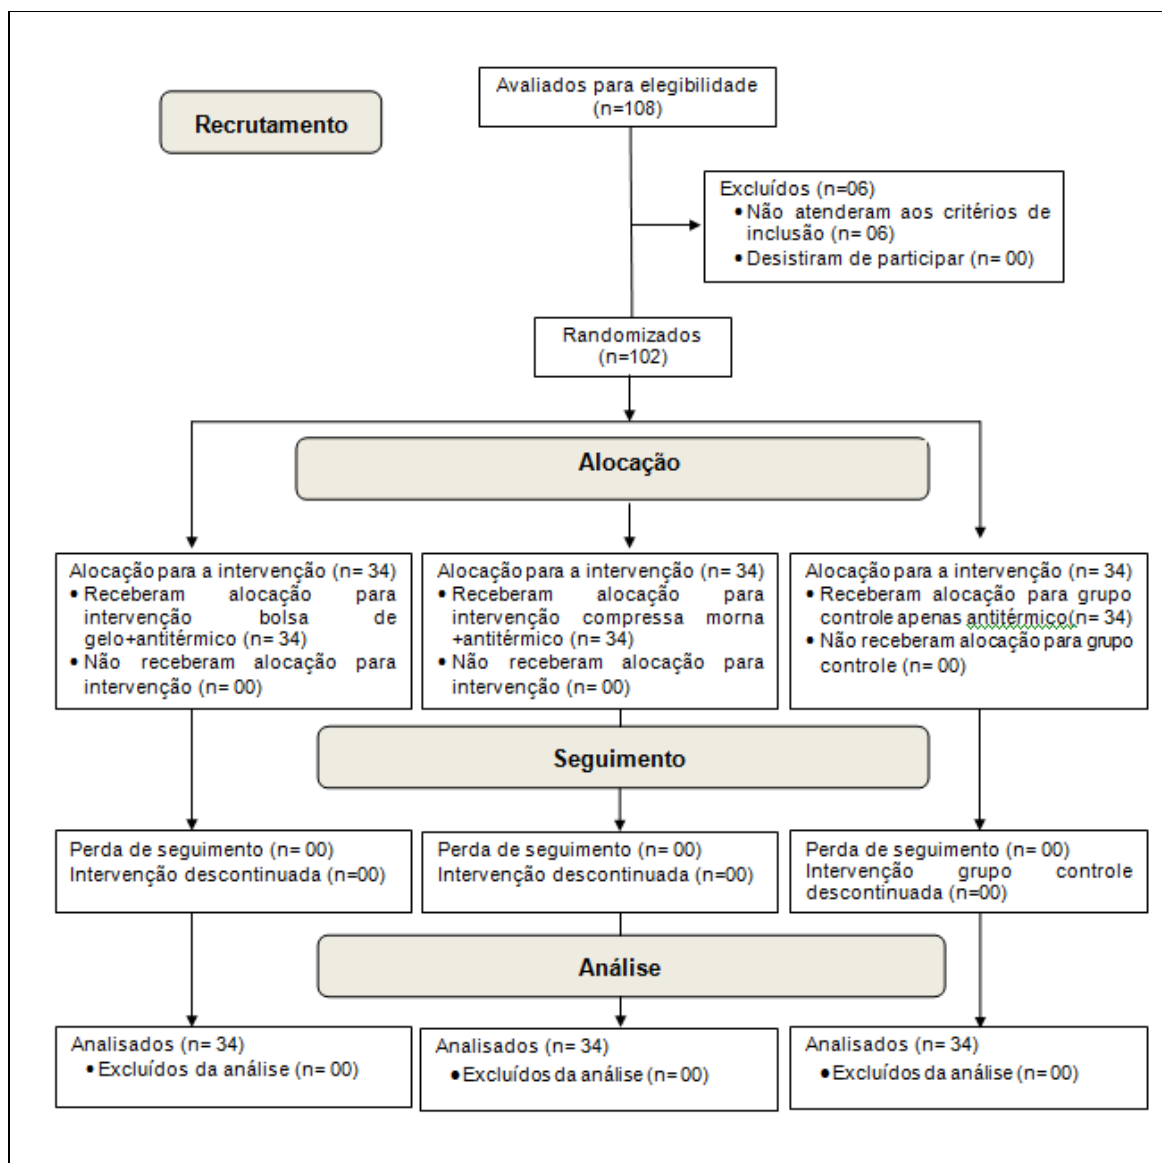 Avaliados para elegibilidade
(n=108)
Recrutamento
Excluídos (n=06)
•Não atenderam aos critérios de
inclusão (n= 06)
•Desistiram de participar (n= 00)
Randomizados
(n=102)
Alocação
Alocação para a intervenção (n= 34)
•Receberam alocação para
intervenção bolsa de
gelo+antitérmico (n= 34)
•Não receberam alocação para
intervenção (n= 00)
Alocação para a intervenção (n= 34)
•Receberam alocação para
intervenção compressa morna
+antitérmico (n= 34)
•Não receberam alocação para
intervenção (n= 00)
Alocação para a intervenção (n= 34)
•Receberam alocação para grupo
controle apenas antitérmico(n= 34)
•Não receberam alocação para grupo
controle (n= 00)
Seguimento
Perda de seguimento (n= 00)
Intervenção descontinuada (n=00)
Perda de seguimento (n= 00)
Intervenção descontinuada (n=00)
Perda de seguimento (n= 00)
Intervenção grupo controle
descontinuada (n=00)
Análise
Analisados (n= 34)
•Excluídos da análise (n= 00)
Analisados (n= 34)
•Excluídos da análise (n= 00)
Analisados (n= 34)
•Excluídos da análise (n= 00)